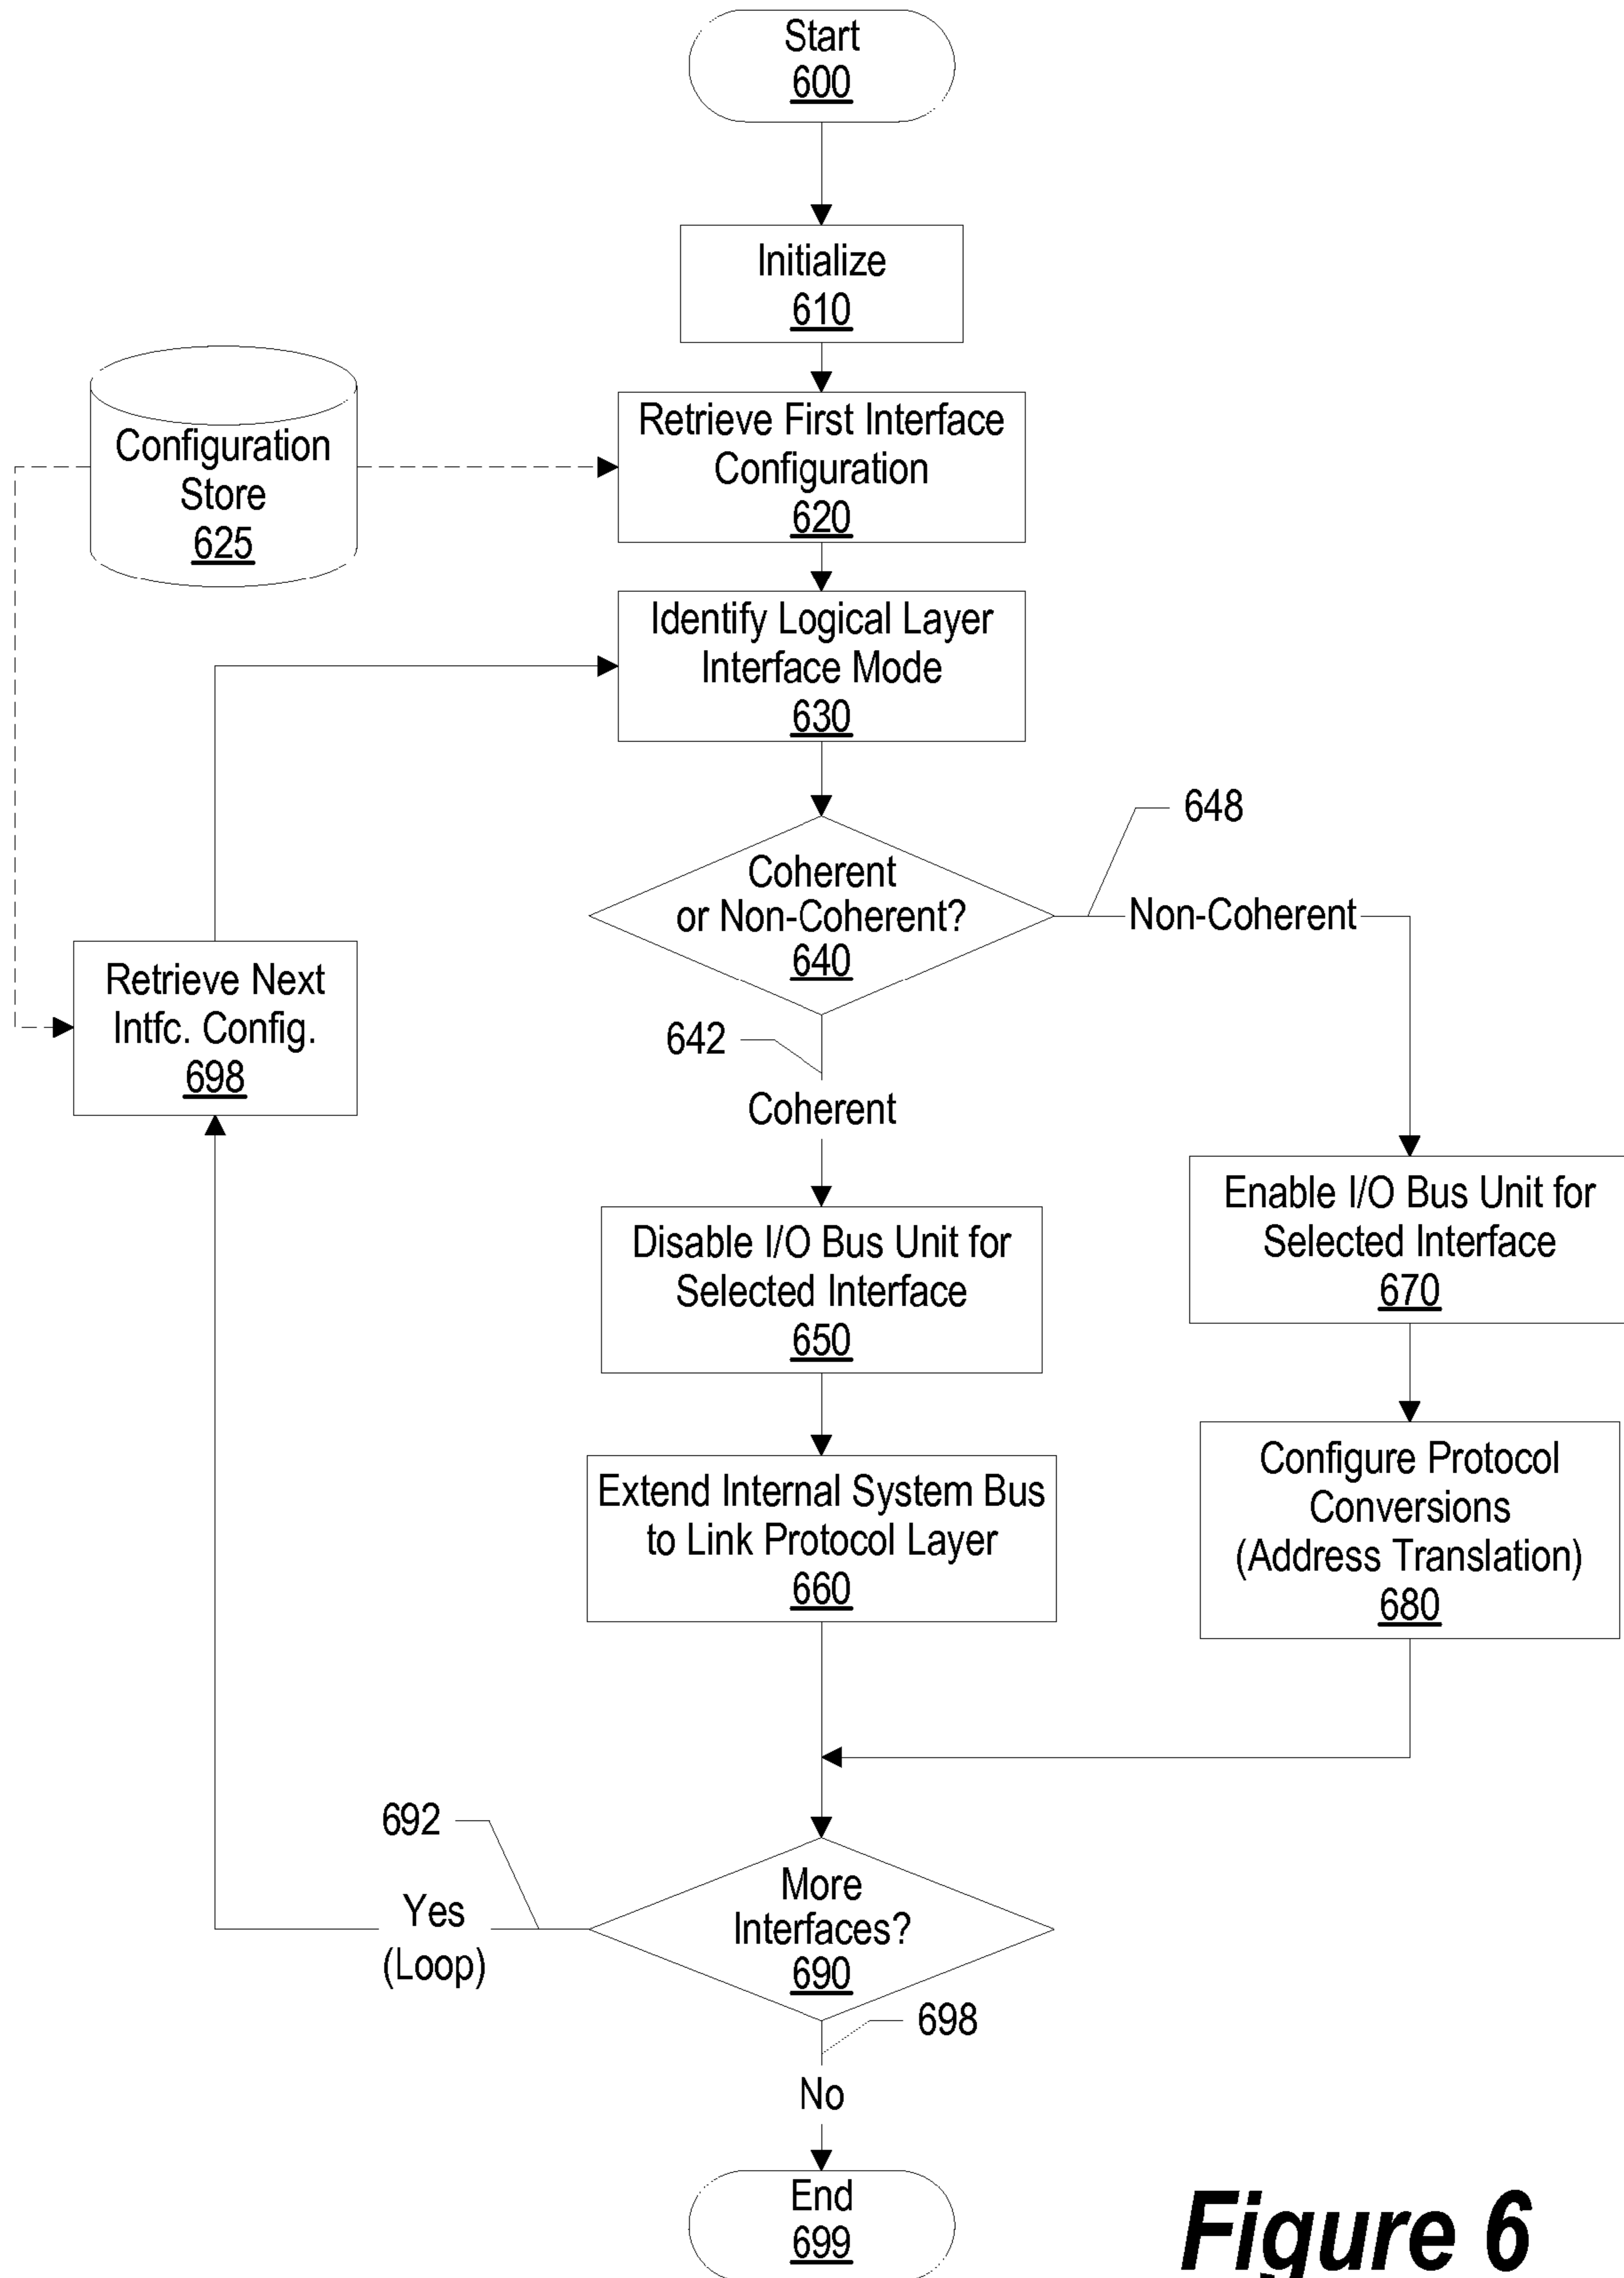 Start
600
Initialize
610
Retrieve First Interface
Configuration
620
Configuration
Store
625
Identify Logical Layer
Interface Mode
630
648
Coherent
or Non-Coherent?
640
Non-Coherent
Retrieve Next
Intfc. Config.
698
642
Coherent
Enable I/O Bus Unit for
Selected Interface
670
Disable I/O Bus Unit for
Selected Interface
650
Configure Protocol
Conversions
(Address Translation)
680
Extend Internal System Bus
to Link Protocol Layer
660
692
More
Interfaces?
690
Yes
(Loop)
698
No
End
699
Figure 6